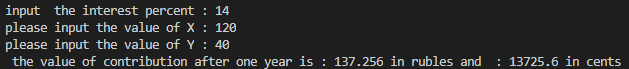 input  the interest percent : 14
please input the value of X : 120
please input the value of Y : 40
 the value of contribution after one year is : 137.256 in rubles and  : 13725.6 in cents